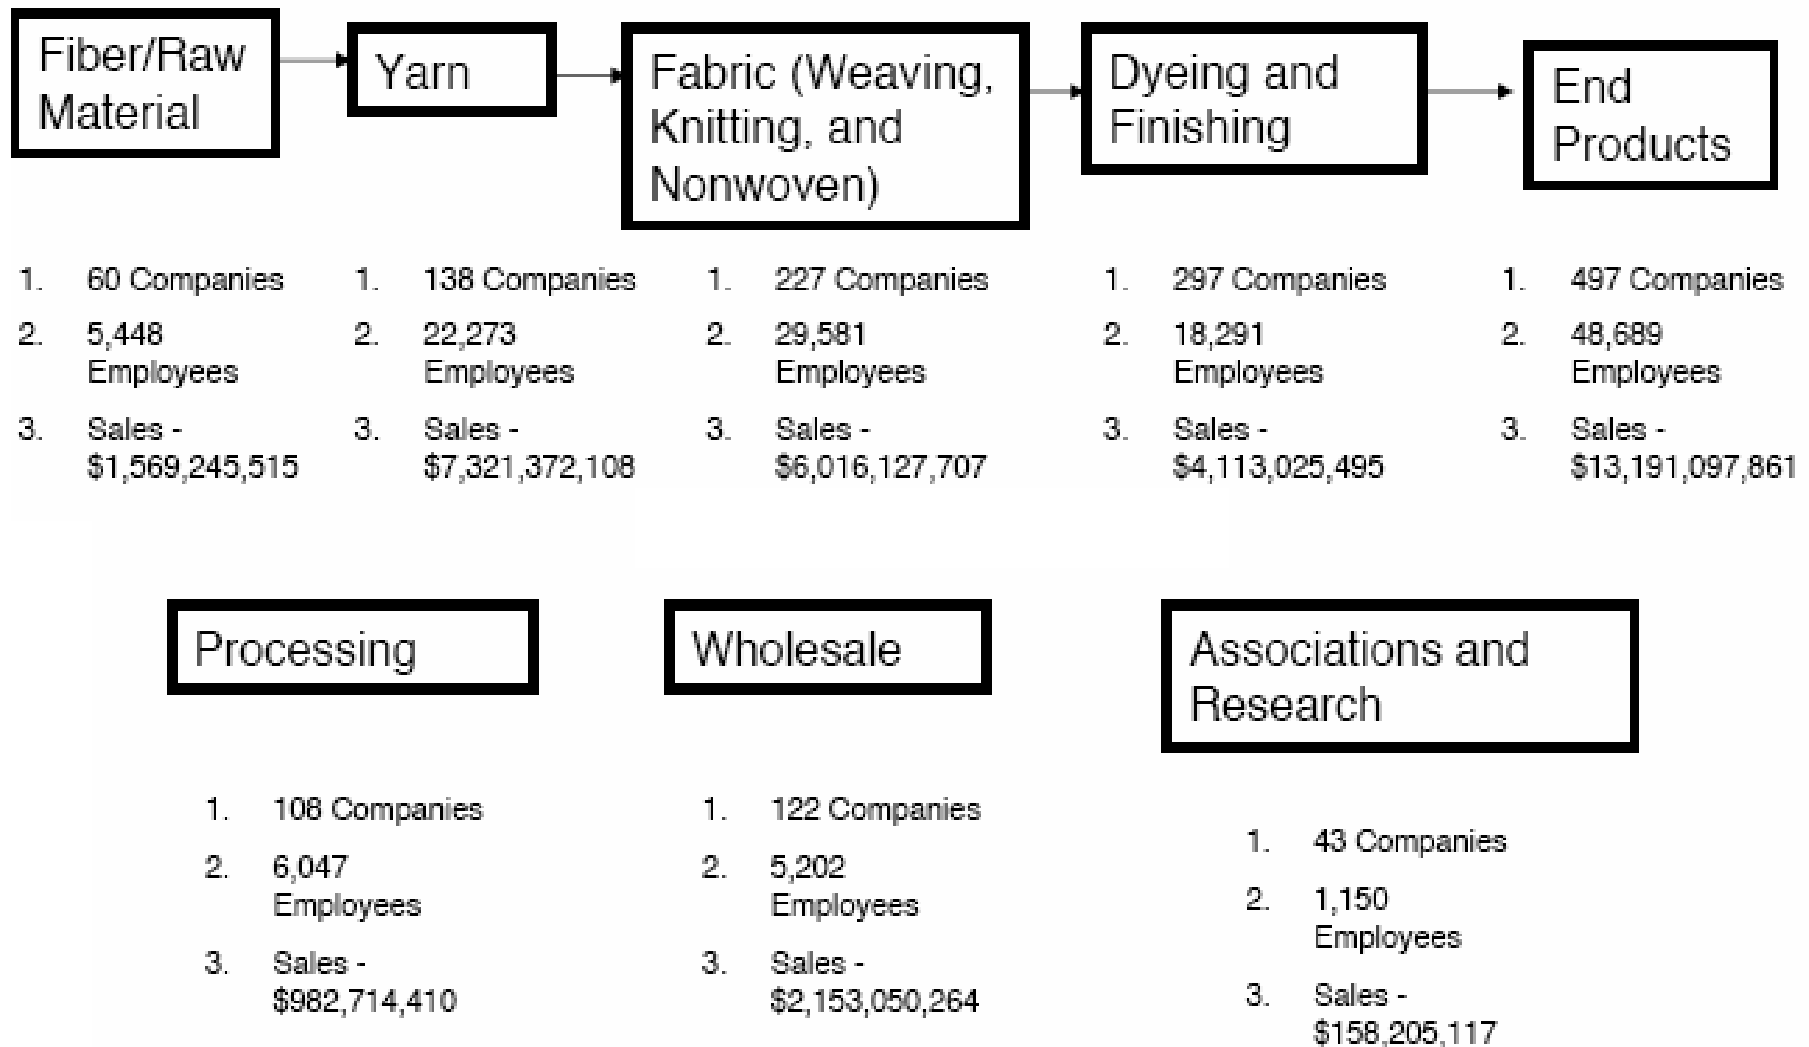 Fiber/Raw
Material
Yarn
Fabric (Weaving,
Knitting, and
Nonwoven)
Dyeing and
Finishing
End
Products
1. 60 Companies
2. 5,448
Employees
3. Sales -
$1,569,245,515
1. 138 Companies
2. 22,273
Employees
3. Sales -
$7,321,372,108
1. 227 Companies
2. 29,581
Employees
3. Sales -
$6,016,127,707
1. 297 Companies
2. 18,291
Employees
3. Sales -
$4,113,025,495
1. 497 Companies
2. 48,689
Employees
3. Sales -
$13,191,097,861
Processing
1. 108 Companies
2. 6,047
Employees
3. Sales -
$982,714,410
Wholesale
1. 122 Companies
2. 5,202
Employees
3. Sales -
$2,153,050,264
Associations and
Research
1. 43 Companies
2. 1,150
Employees
3. Sales -
$158,205,117